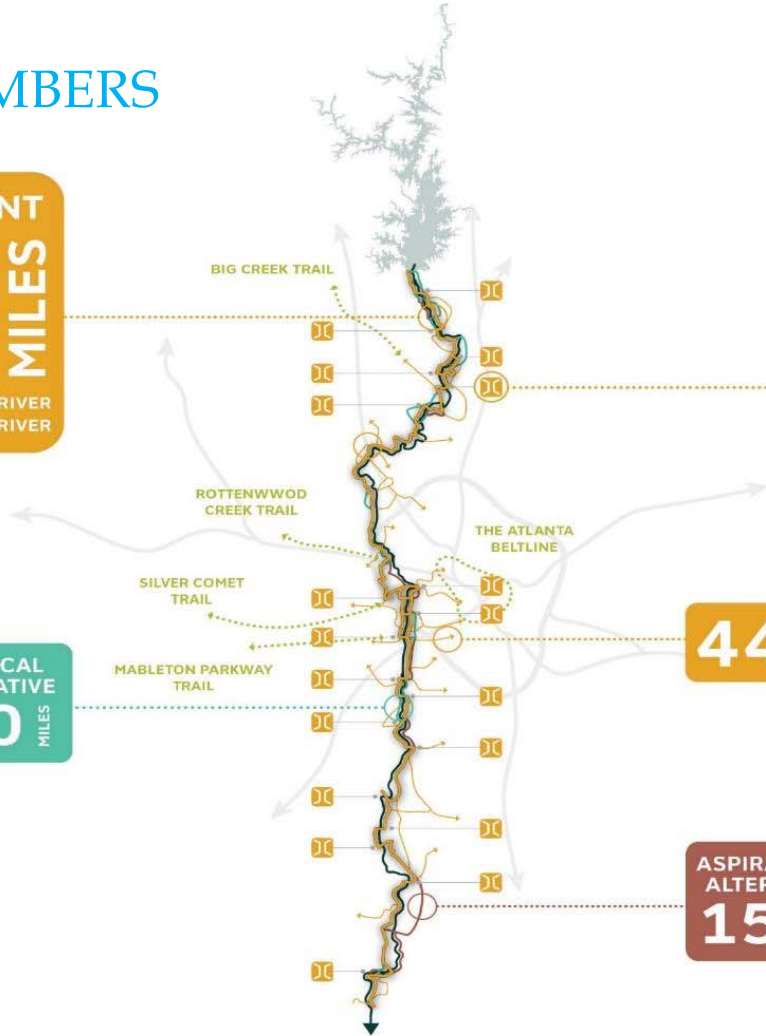 MBERS
NT
MILES
RIVER
RIVER
BIG CREEK TRAIL
ROTTENWWOD
CREEK TRAIL
THE ATLANTA
BELTLINE
SILVER COMET
TRAIL
MABLETON PARKWAY
TRAIL
CAL
ATIVE
0
MILES
44
ASPIRA
ALTER
15